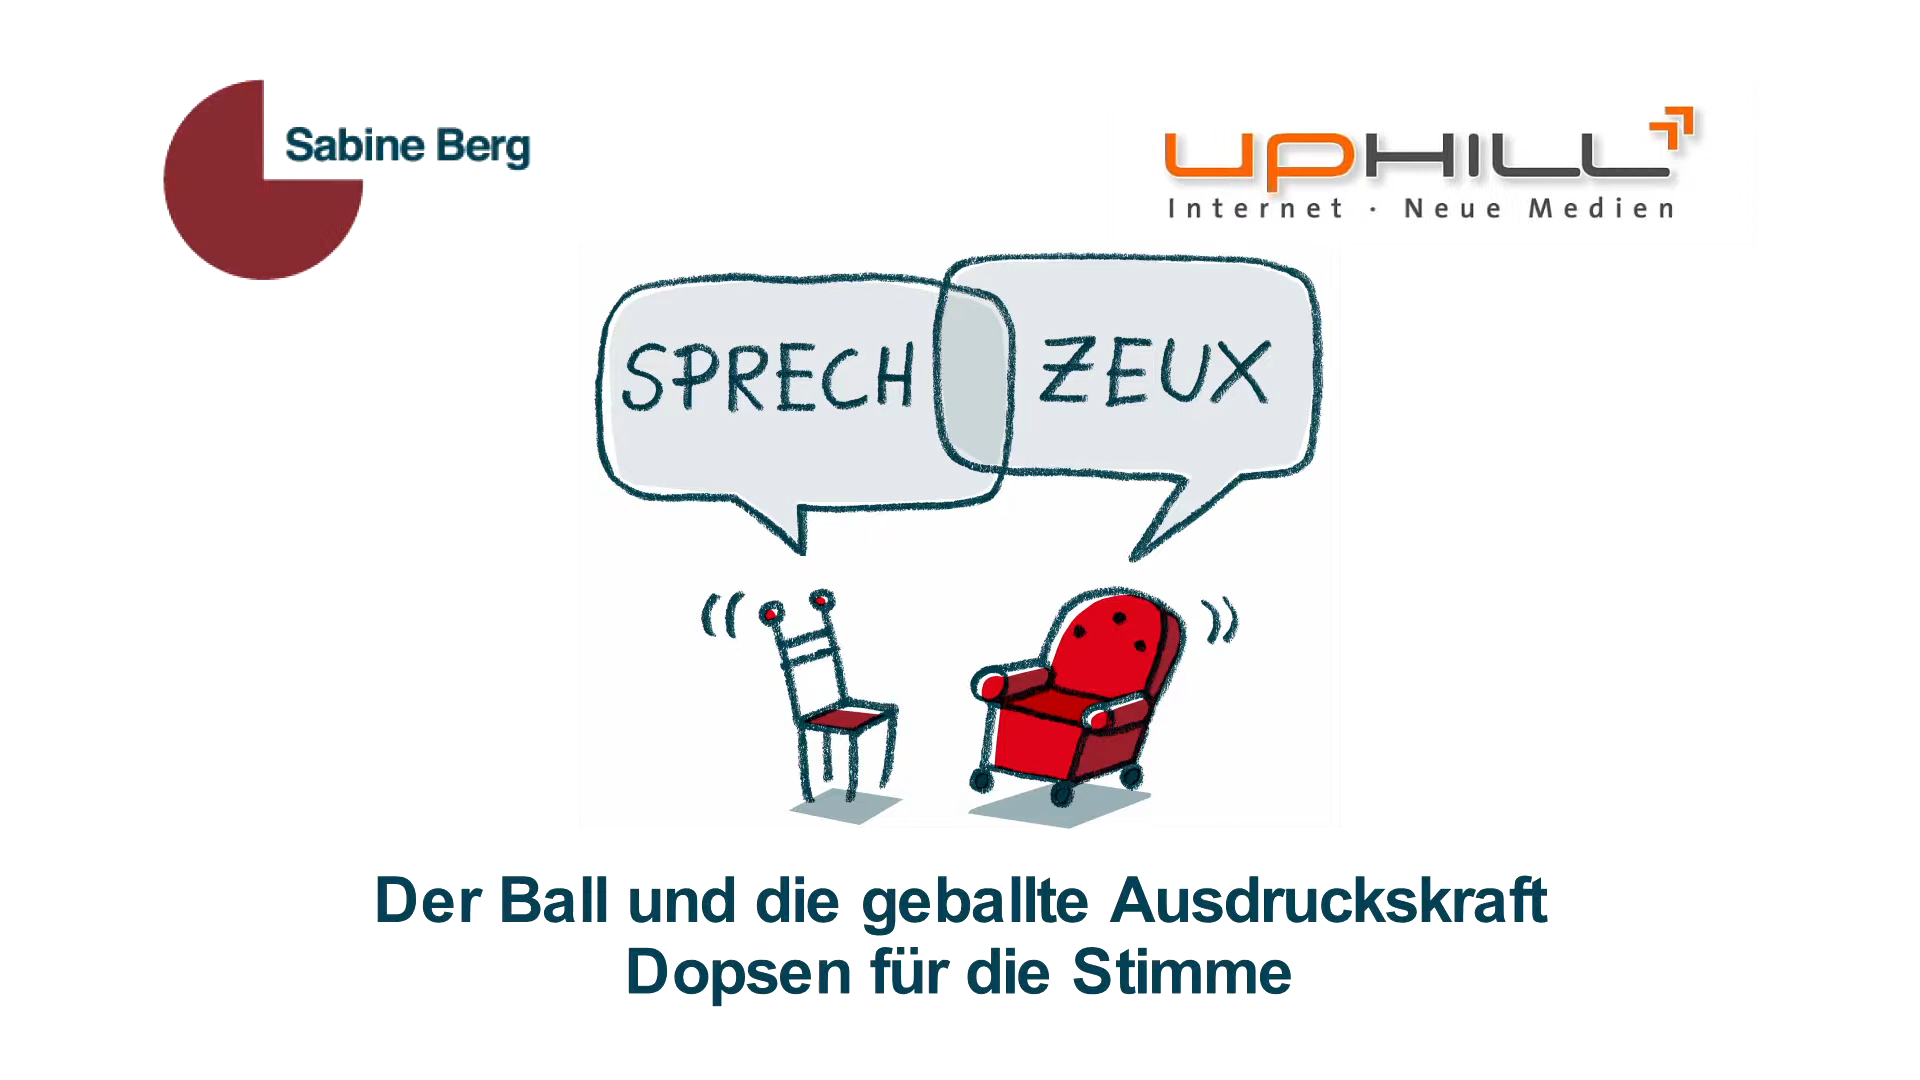 Sabine Berg
UPHILL
Internet · Neue Medien
SPRECH
ZEUX
Der Ball und die geballte Ausdruckskraft
Dopsen für die Stimme